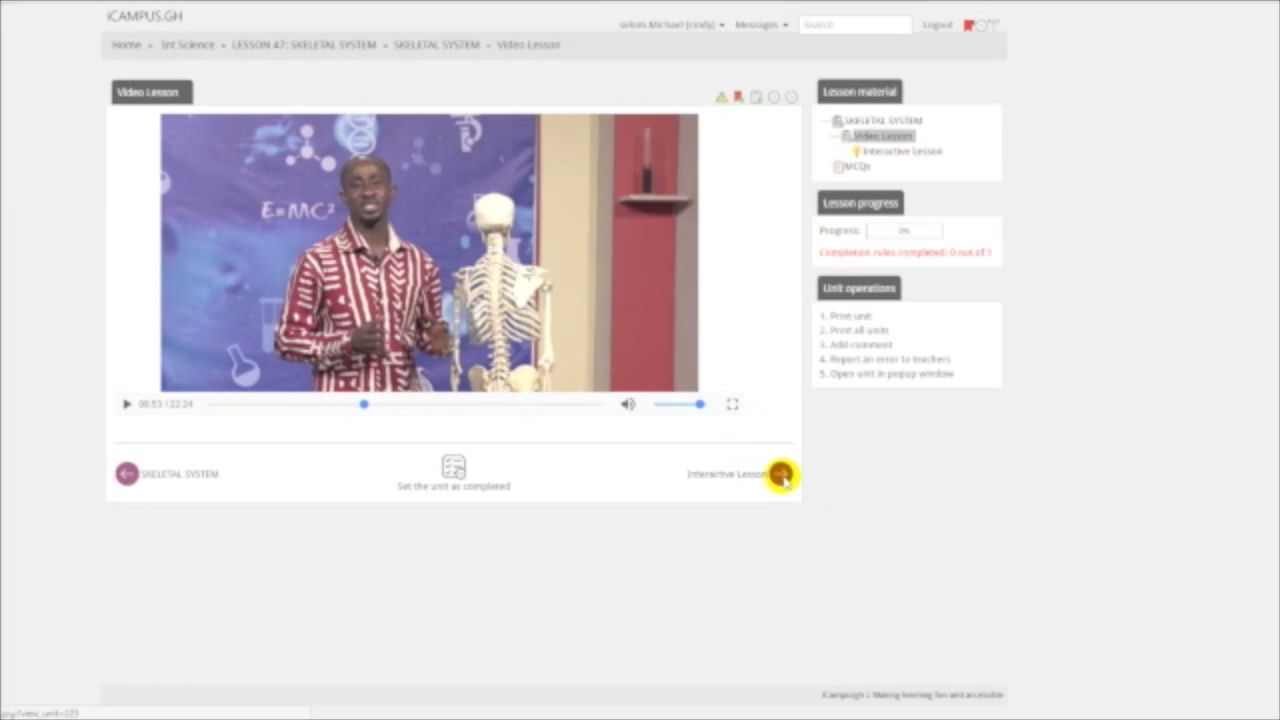 iCAMPUS.GH
selom.Michael (cindy) Messages Search Logout
Home » Int Science » LESSON 47: SKELETAL SYSTEM » SKELETAL SYSTEM » Video Lesson
Video Lesson
E=MC²
08:53 / 22:24
SKELETAL SYSTEM
Set the unit as completed
Interactive Lesson
Lesson material
SKELETAL SYSTEM
Video Lesson
Interactive Lesson
MCQs
Lesson progress
Progress: 0%
Completion rules completed: 0 out of 1
Unit operations
1. Print unit
2. Print all units
3. Add comment
4. Report an error to teachers
5. Open unit in popup window
Making learning fun and accessible